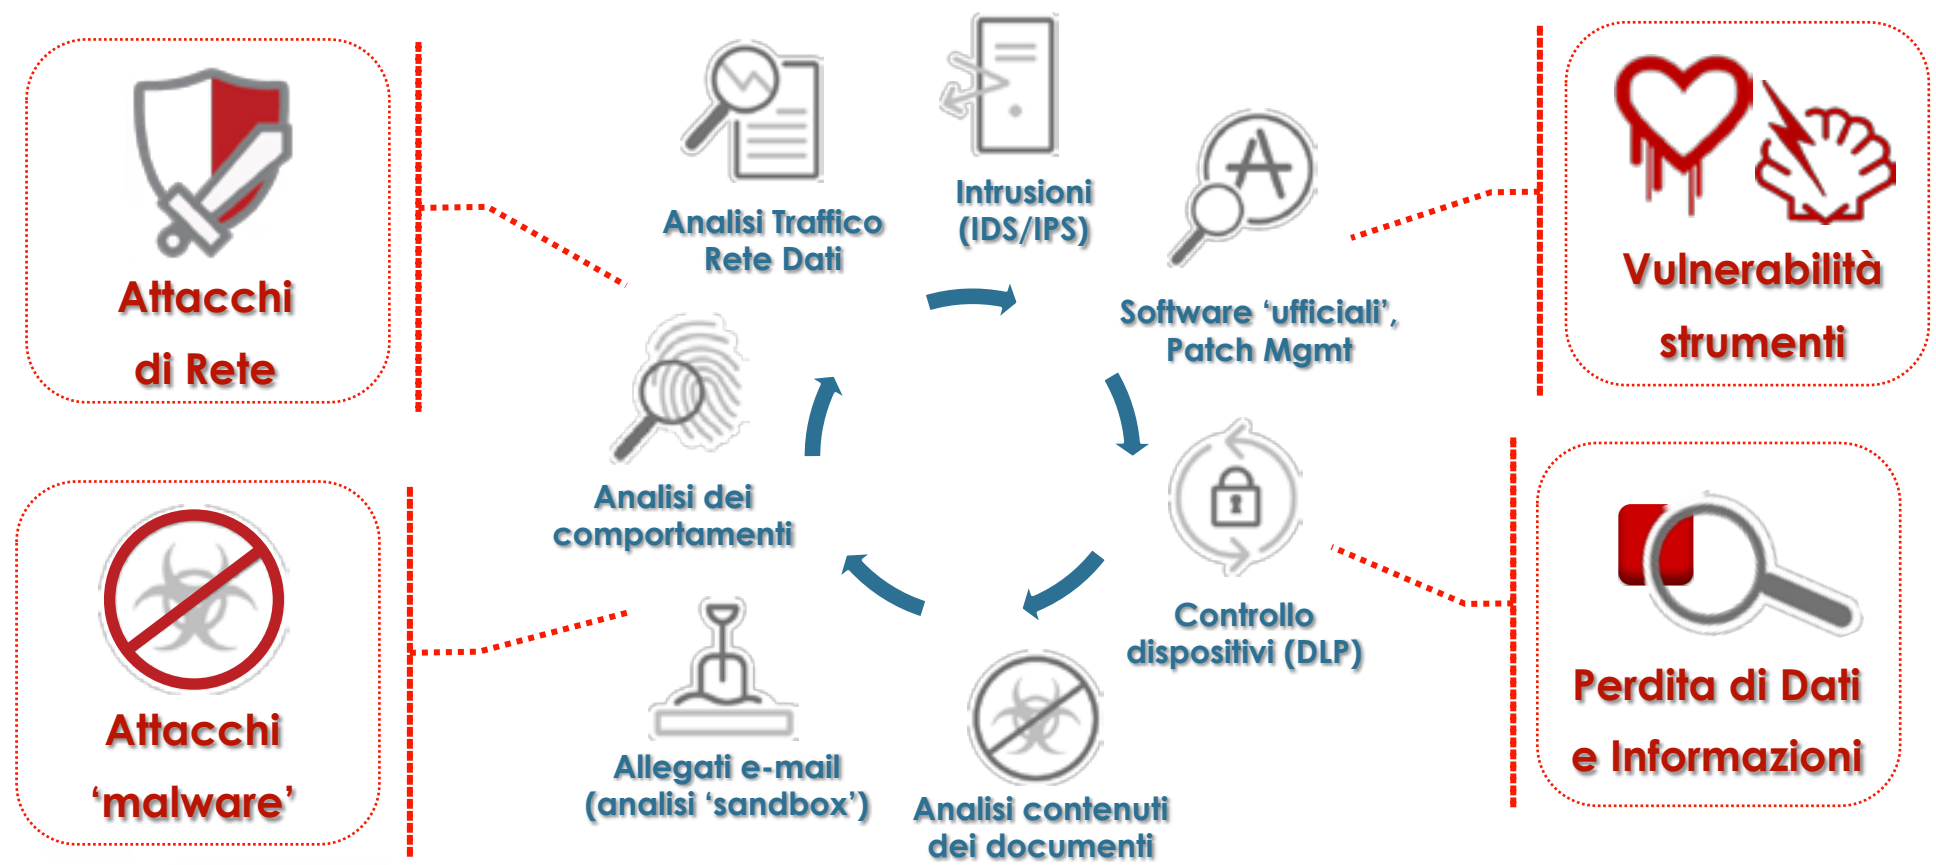 Attacchi
di Rete
Attacchi
‘malware’
Analisi Traffico
Rete Dati
Intrusioni
(IDS/IPS)
Software ‘ufficiali’,
Patch Mgmt
Controllo
dispositivi (DLP)
Analisi contenuti
dei documenti
Allegati e-mail
(analisi ‘sandbox’)
Analisi dei
comportamenti
Vulnerabilità
strumenti
Perdita di Dati
e Informazioni